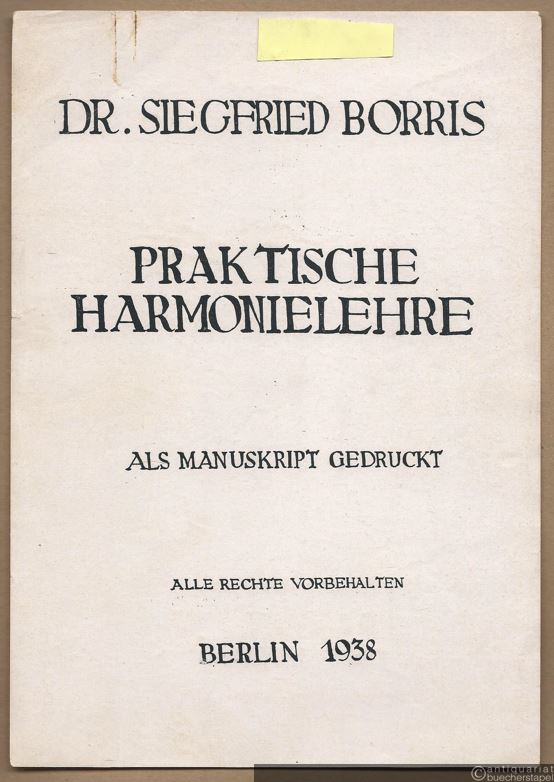 DR. SIEGFRIED BORRIS
PRAKTISCHE
HARMONIELEHRE
ALS MANUSKRIPT GEDRUCKT
ALLE RECHTE VORBEHALTEN
BERLIN 1938
©antiquariat
buecherstapel